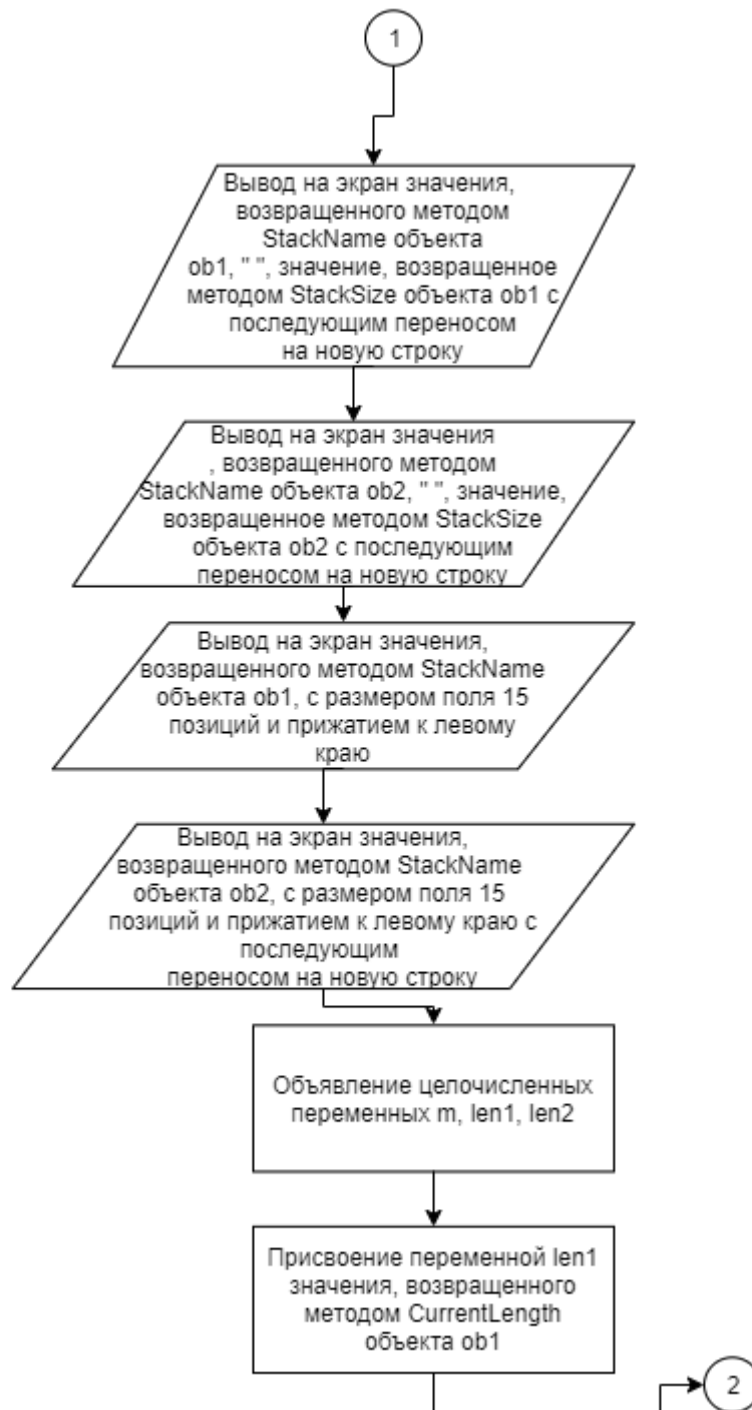 1
Вывод на экран значения,
возвращенного методом
StackName объекта
ob1, " ", значение, возвращенное
методом StackSize объекта ob1 с
последующим переносом
на новую строку
Вывод на экран значения
, возвращенного методом
StackName объекта ob2, " ", значение,
возвращенное методом StackSize
объекта ob2 с последующим
переносом на новую строку
Вывод на экран значения,
возвращенного методом StackName
объекта ob1, с размером поля 15
позиций и прижатием к левому
краю
Вывод на экран значения,
возвращенного методом StackName
объекта ob2, с размером поля 15
позиций и прижатием к левому краю с
последующим
переносом на новую строку
Объявление целочисленных
переменных m, len1, len2
Присвоение переменной len1
значения, возвращенного
методом CurrentLength
объекта ob1
2